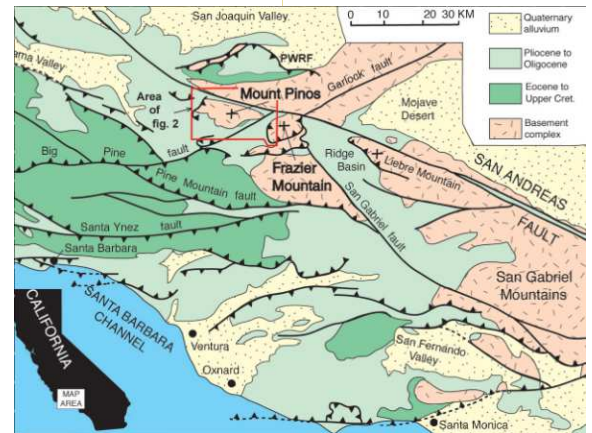 San Joaquin Valley
0 10 20 30 KM
Quaternary
alluvium
Pliocene to
Oligocene
Eocene to
Upper Cret.
Basement
complex
ama Valley
PWRF
Garlock fault
Area
of
fig. 2
Mount Pinos
Mojave
Desert
Big Pine fault
Frazier
Mountain
Ridge
Basin
Liebre Mountain
SAN ANDREAS
FAULT
Pine Mountain fault
San Gabriel fault
Santa Ynez
fault
Santa Barbara
San Gabriel
Mountains
SANTA BARBARA
CHANNEL
CALIFORNIA
MAP
AREA
Ventura
Oxnard
San Fernando
Valley
Santa Monica